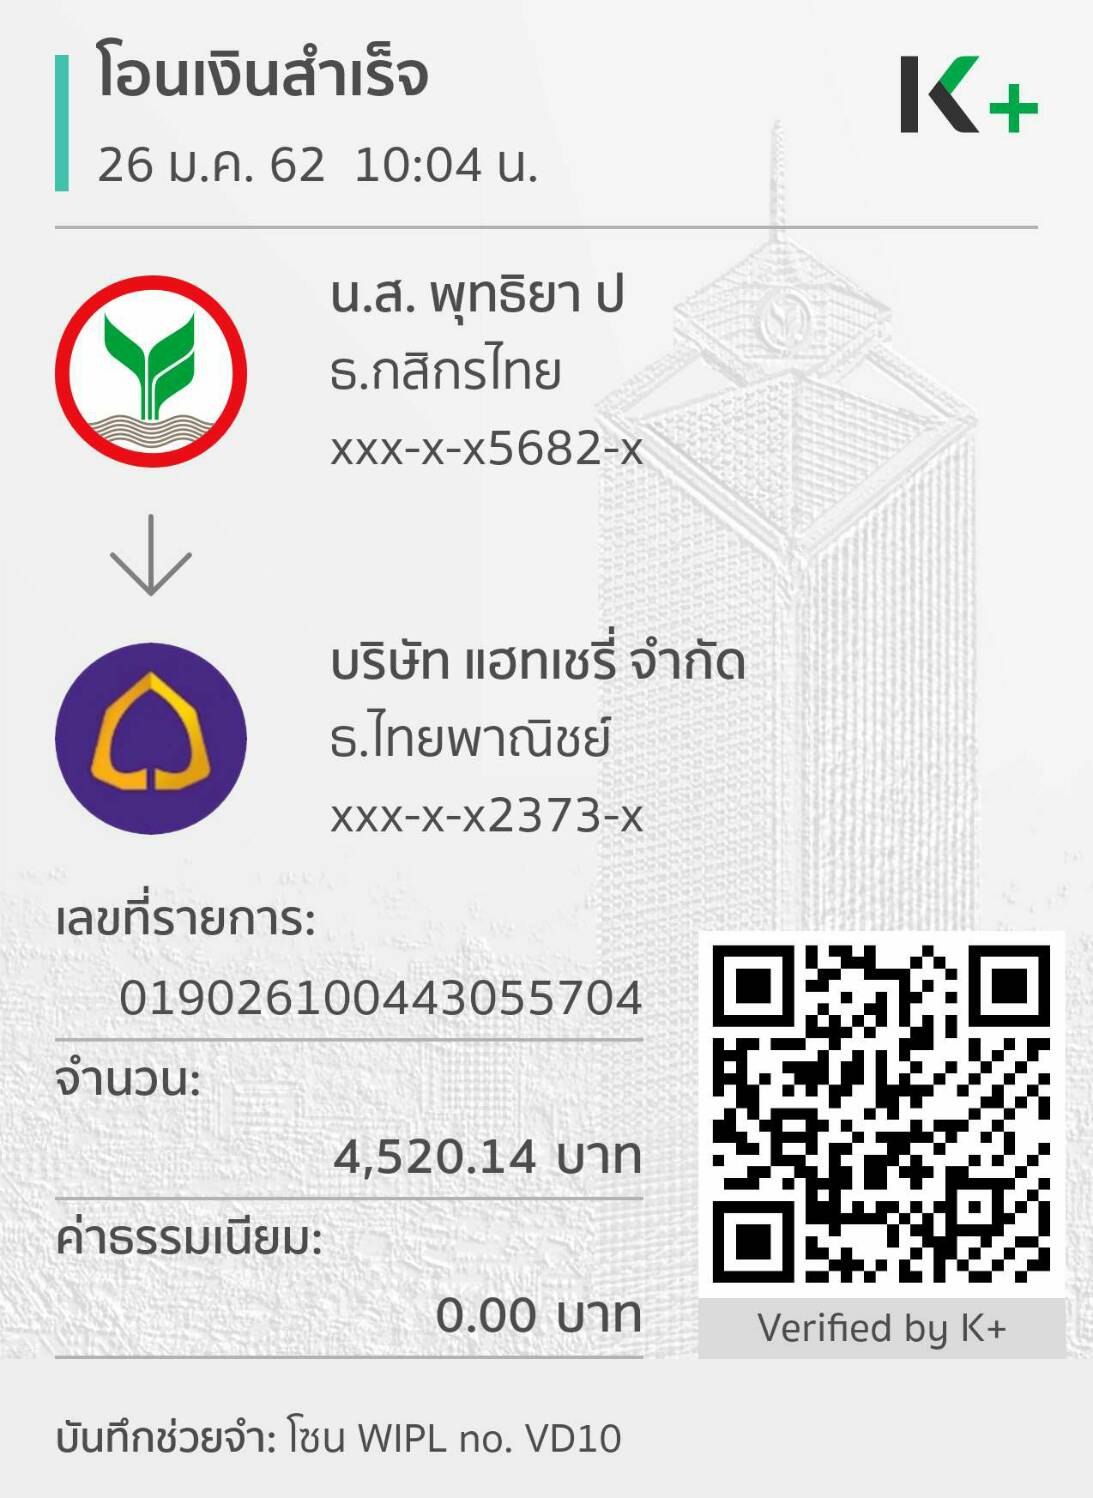 โอนเงินสำเร็จ
26 ม.ค. 62 10:04 น.
K+
น.ส. พุทธิยา ป
ธ.กสิกรไทย
xxx-x-x5682-x
บริษัท แฮทเชรี่ จำกัด
ธ.ไทยพาณิชย์
xxx-x-x2373-x
เลขที่รายการ:
019026100443055704
จำนวน:
4,520.14 บาท
ค่าธรรมเนียม:
0.00 บาท
Verified by K+
บันทึกช่วยจำ: โซน WIPL no. VD10